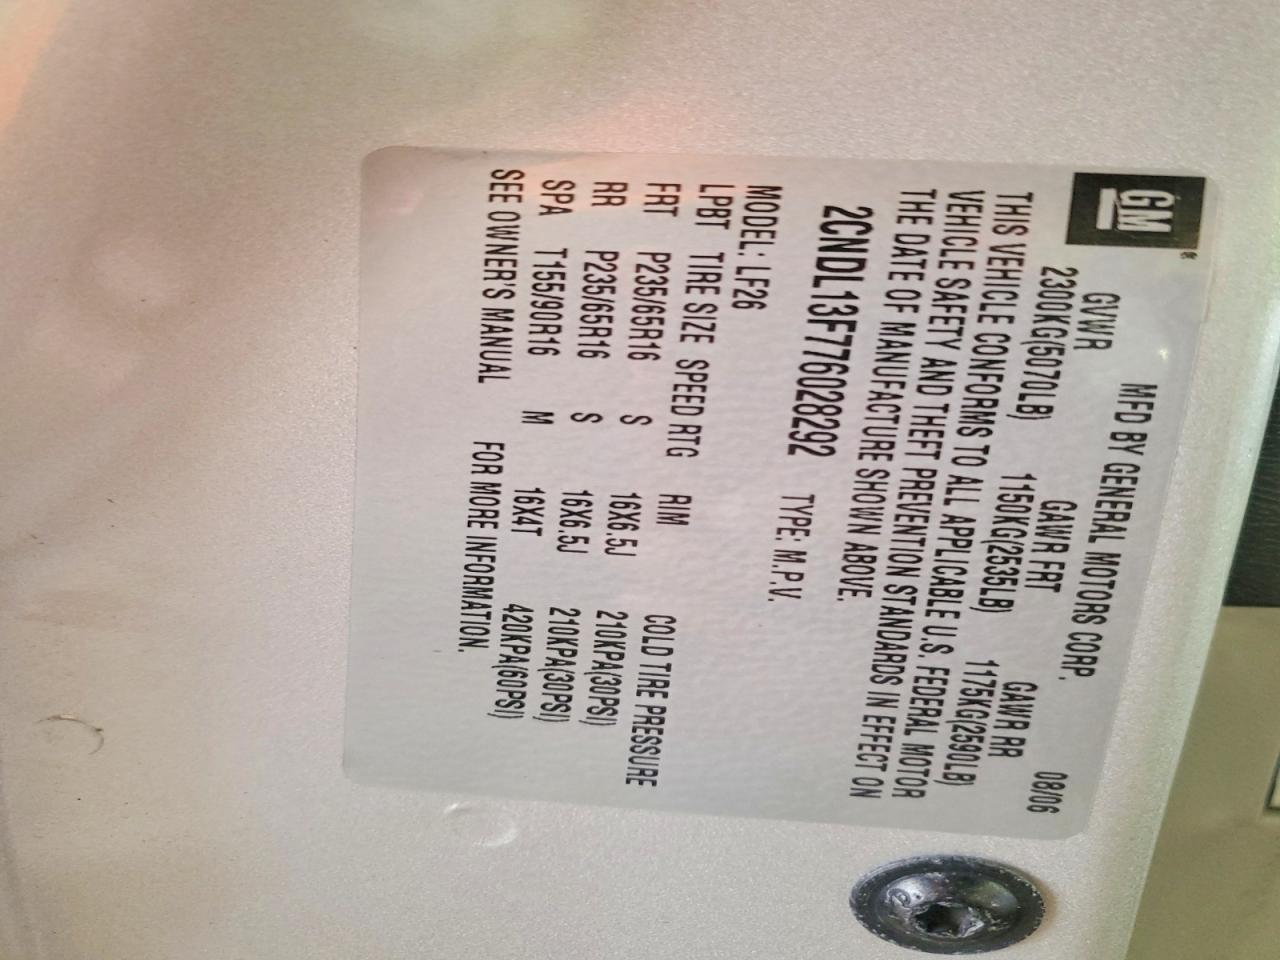 GM
MFD BY GENERAL MOTORS CORP. 08/06
GVWR GAWR FRT GAWR RR
2300KG(5070LB) 1150KG(2535LB) 1175KG(2590LB)
THIS VEHICLE CONFORMS TO ALL APPLICABLE U.S. FEDERAL MOTOR
VEHICLE SAFETY AND THEFT PREVENTION STANDARDS IN EFFECT ON
THE DATE OF MANUFACTURE SHOWN ABOVE.
2CNDL13F776028292 TYPE: M.P.V.
MODEL: LF26
LPBT TIRE SIZE SPEED RTG RIM COLD TIRE PRESSURE
FRT P235/65R16 S 16X6.5J 210KPA(30PSI)
RR P235/65R16 S 16X6.5J 210KPA(30PSI)
SPA T155/90R16 M 16X4T 420KPA(60PSI)
SEE OWNER'S MANUAL FOR MORE INFORMATION.